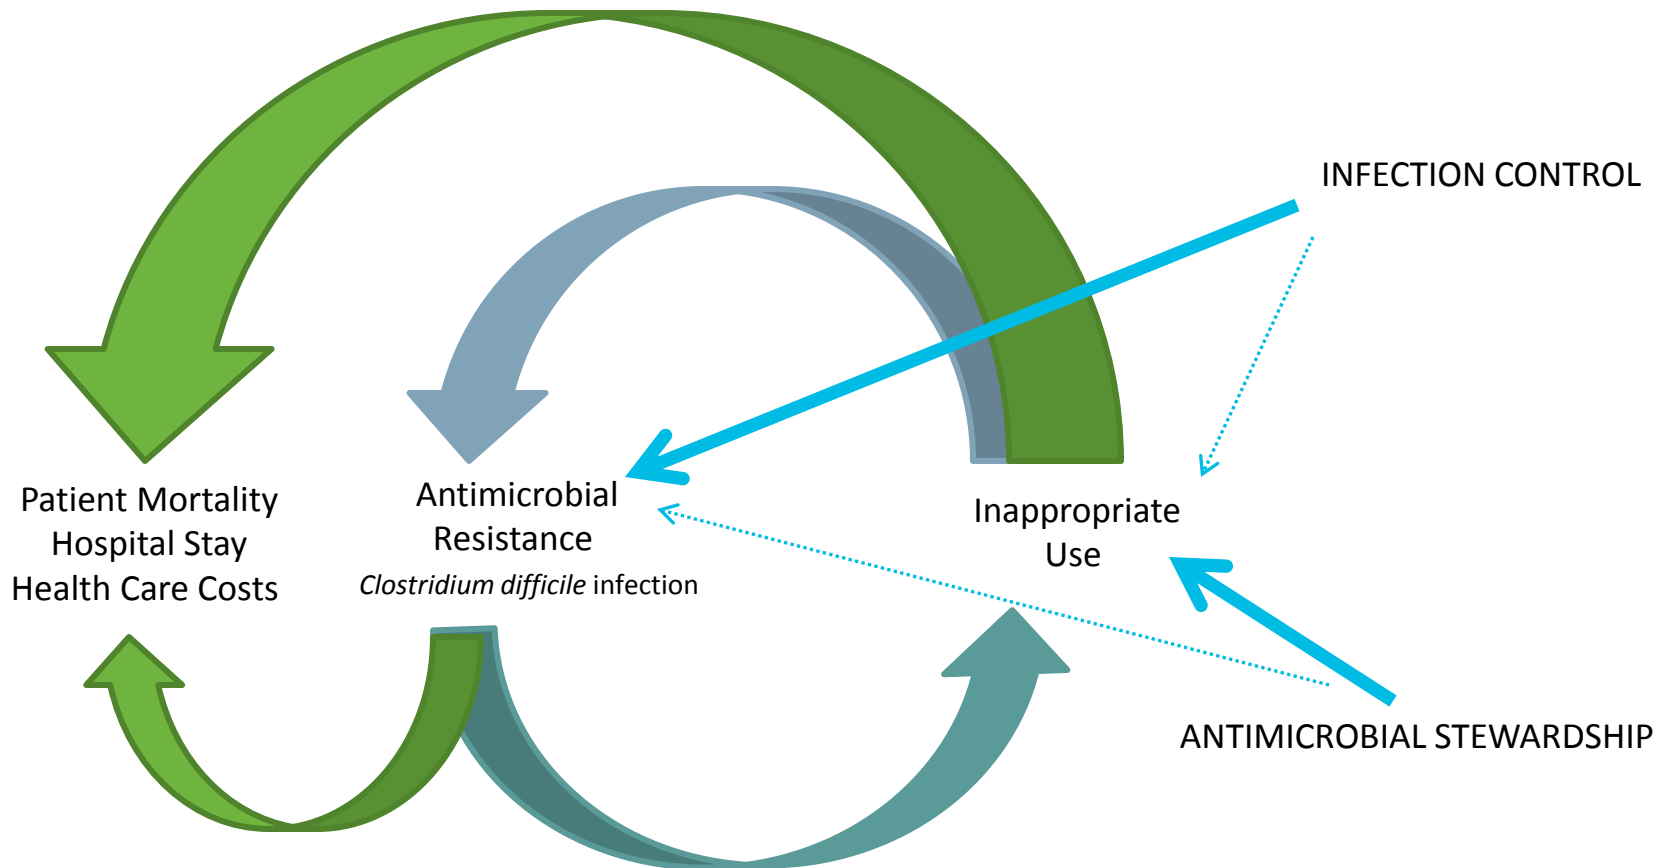 INFECTION CONTROL
Patient Mortality
Hospital Stay
Health Care Costs
Antimicrobial
Resistance
Clostridium difficile infection
Inappropriate
Use
ANTIMICROBIAL STEWARDSHIP